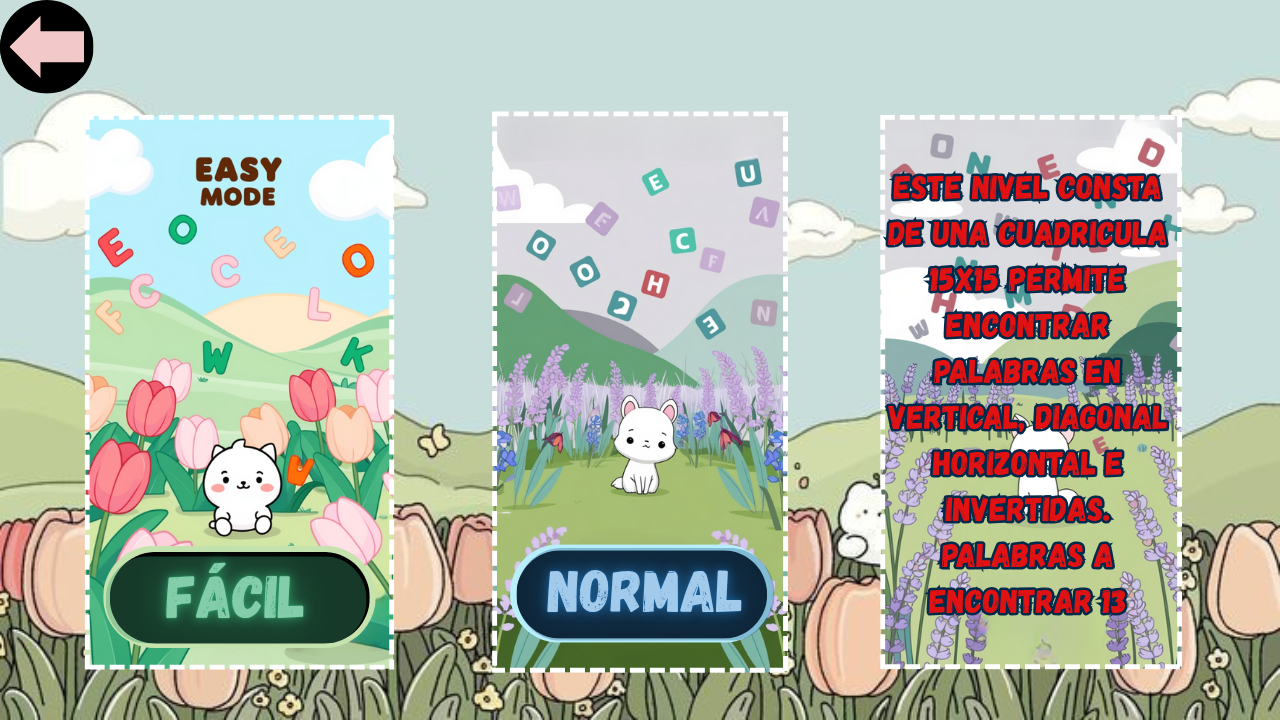 EASY
MODE
FÁCIL
NORMAL
ESTE NIVEL CONSTA
DE UNA CUADRICULA
15X15 PERMITE
ENCONTRAR
PALABRAS EN
VERTICAL, DIAGONAL
HORIZONTAL E
INVERTIDAS.
PALABRAS A
ENCONTRAR 13